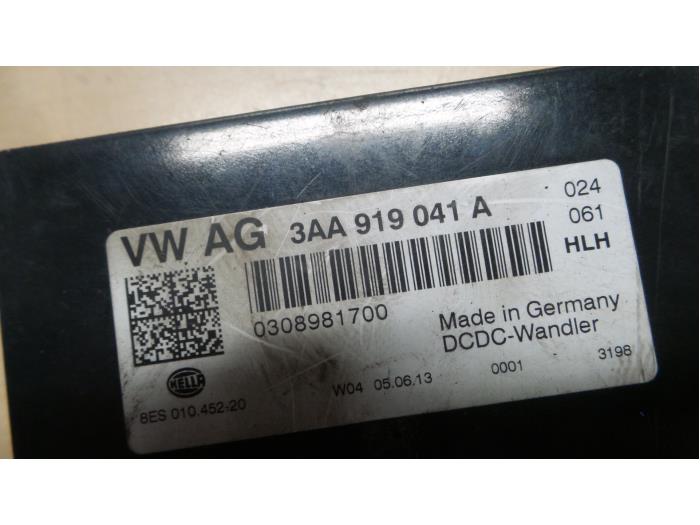 VW AG 3AA 919 041 A 024
061
HLH
0308981700
Made in Germany
DCDC-Wandler
HELLA
8ES 010.452-20
W04 05.06.13 0001 3198